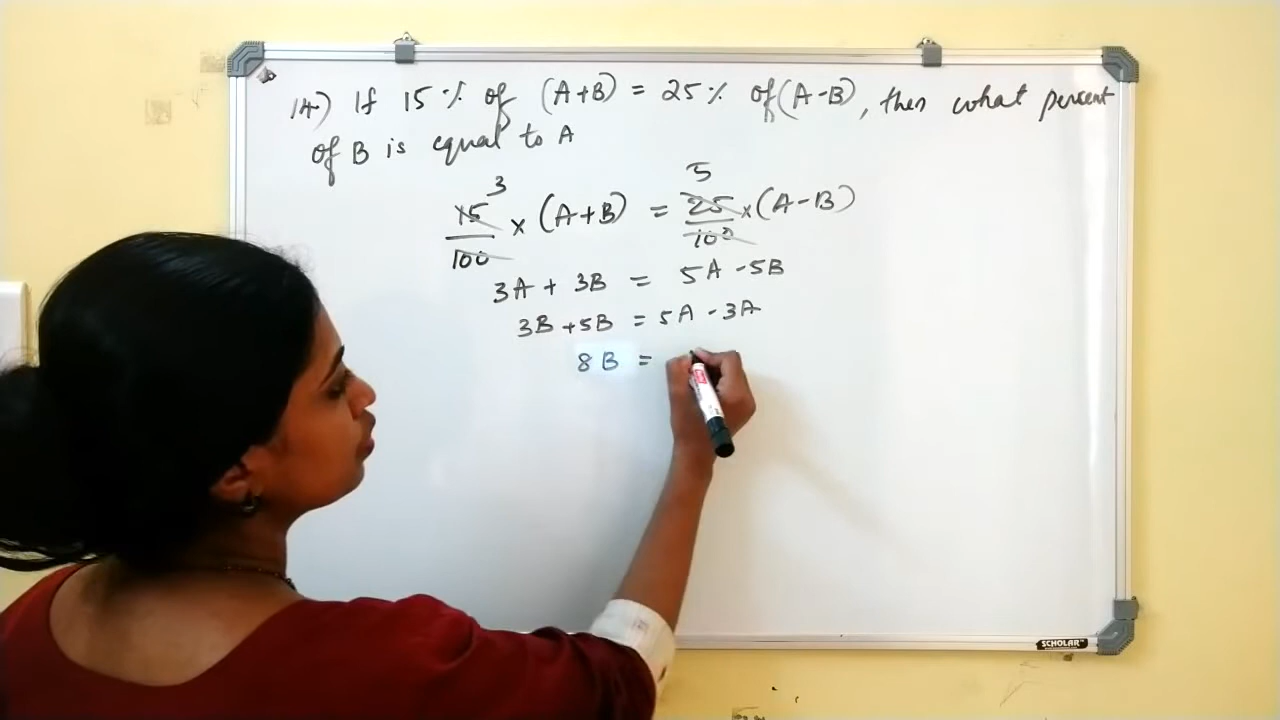 14) If 15 % of (A+B) = 25 % of (A-B), then what percent
of B is equal to A
3 5
15/100 × (A+B) = 25/100 × (A-B)
3A + 3B = 5A - 5B
3B + 5B = 5A - 3A
8 B =
SCHOLAR